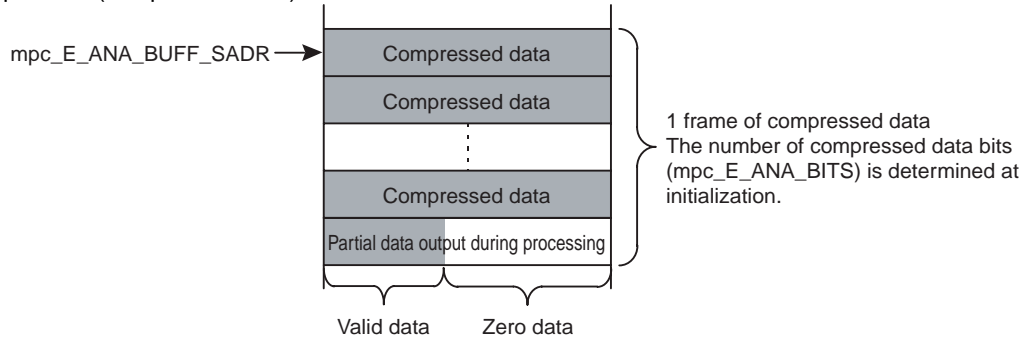 mpc_E_ANA_BUFF_SADR
Compressed data
Compressed data
Compressed data
Partial data output during processing
1 frame of compressed data
The number of compressed data bits
(mpc_E_ANA_BITS) is determined at
initialization.
Valid data
Zero data